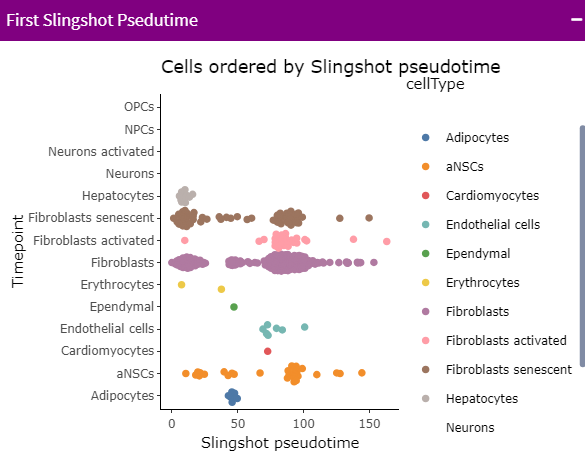 First Slingshot Psedutime
Cells ordered by Slingshot pseudotime
cellType
OPCs
NPCs
Neurons activated
Neurons
Hepatocytes
Fibroblasts senescent
Fibroblasts activated
Fibroblasts
Erythrocytes
Ependymal
Endothelial cells
Cardiomyocytes
aNSCs
Adipocytes
Timepoint
0 50 100 150
Slingshot pseudotime
Adipocytes
aNSCs
Cardiomyocytes
Endothelial cells
Ependymal
Erythrocytes
Fibroblasts
Fibroblasts activated
Fibroblasts senescent
Hepatocytes
Neurons